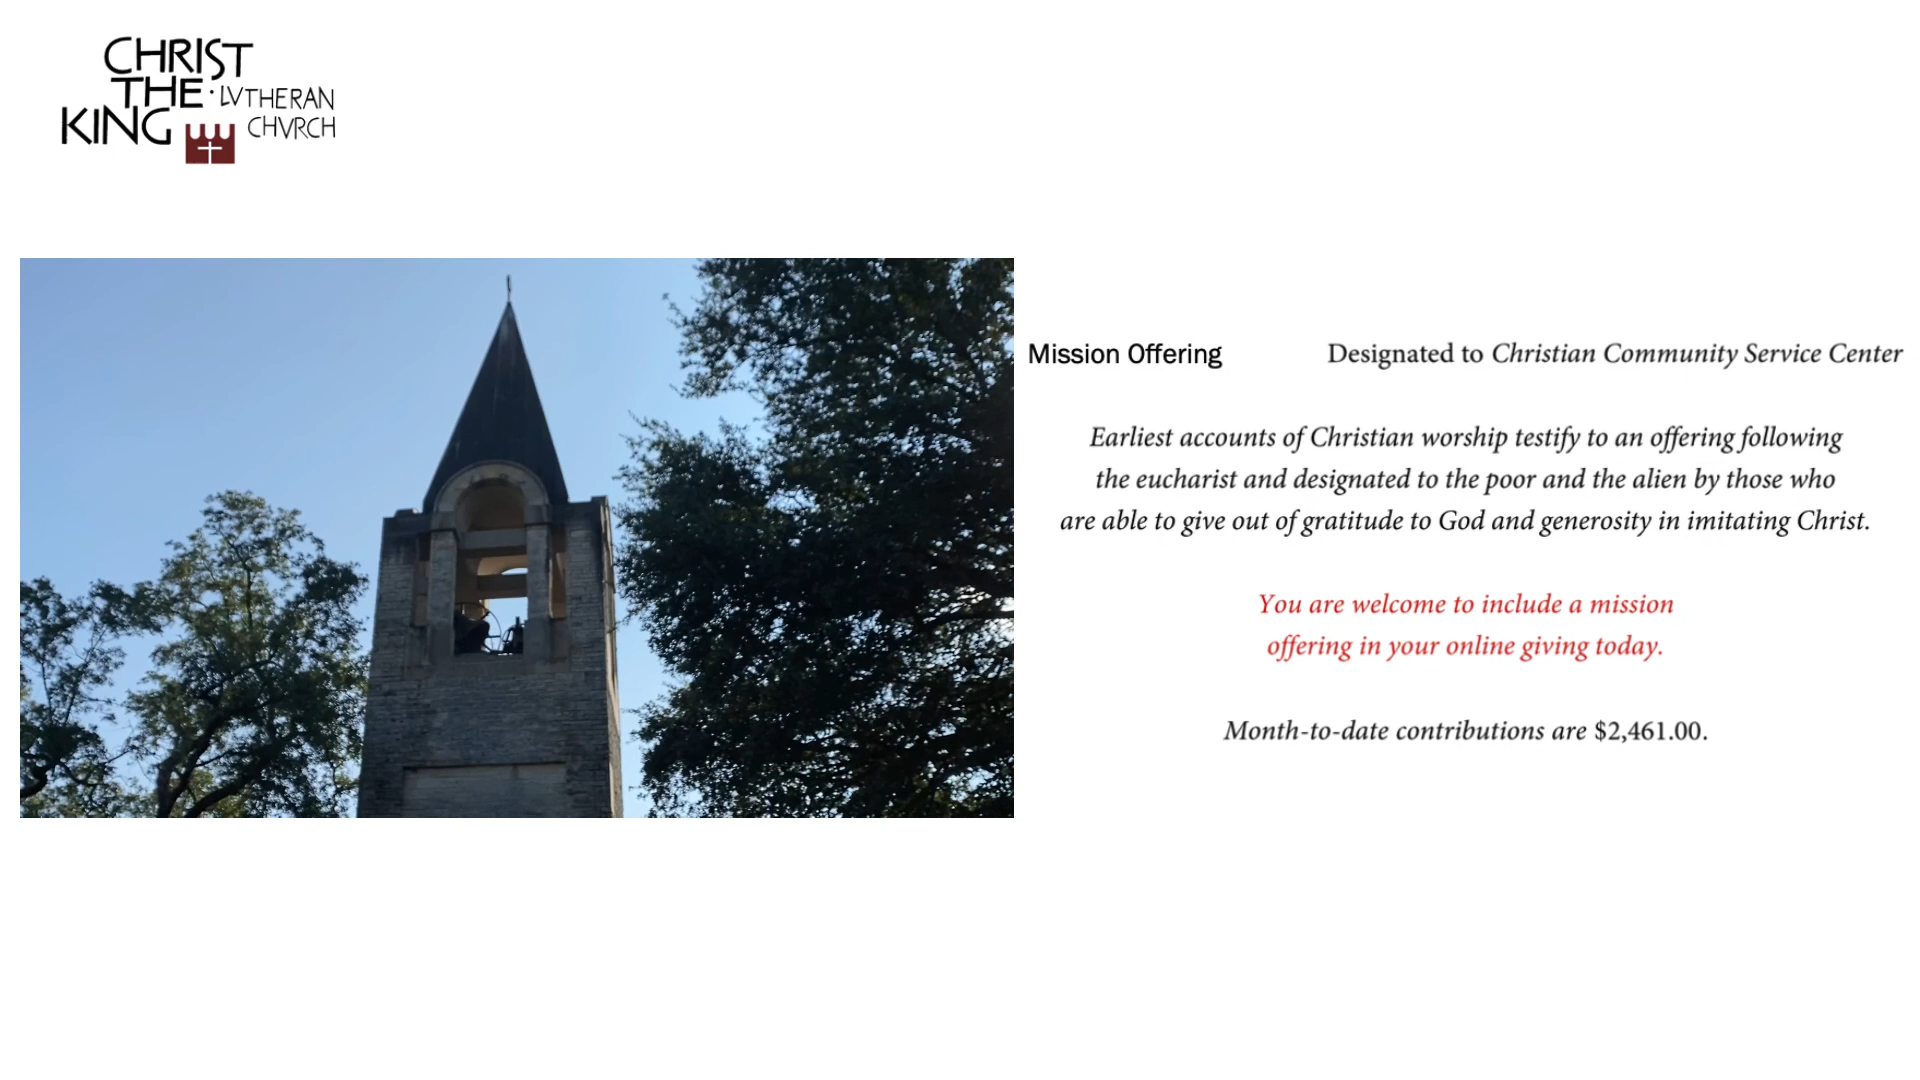 CHRIST
THE · LVTHERAN
KING CHVRCH
Mission Offering Designated to Christian Community Service Center
Earliest accounts of Christian worship testify to an offering following
the eucharist and designated to the poor and the alien by those who
are able to give out of gratitude to God and generosity in imitating Christ.
You are welcome to include a mission
offering in your online giving today.
Month-to-date contributions are $2,461.00.